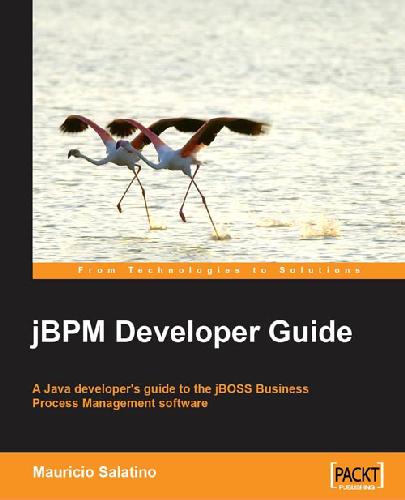 From Technologies to Solutions
jBPM Developer Guide
A Java developer's guide to the jBOSS Business
Process Management software
Mauricio Salatino
PACKT
PUBLISHING